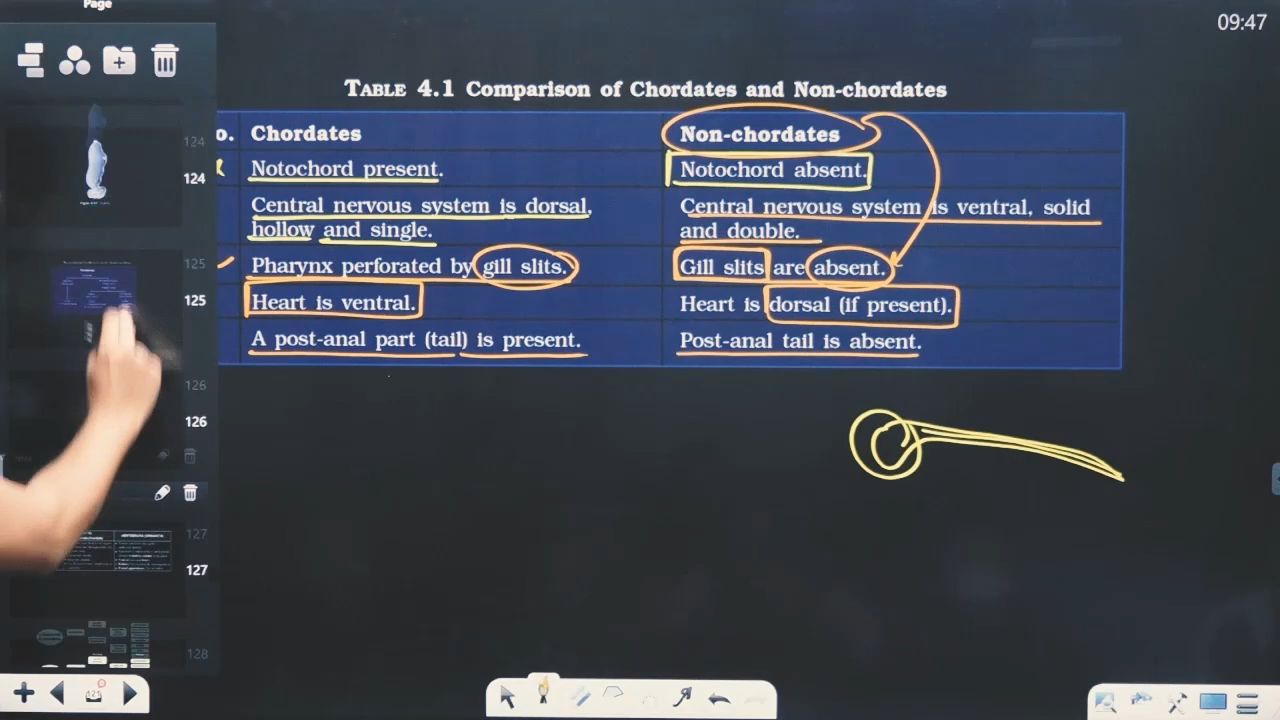 Page
09:47
TABLE 4.1 Comparison of Chordates and Non-chordates
o. Chordates Non-chordates
Notochord present. Notochord absent.
Central nervous system is dorsal, Central nervous system is ventral, solid
hollow and single. and double.
Pharynx perforated by gill slits. Gill slits are absent.
Heart is ventral. Heart is dorsal (if present).
A post-anal part (tail) is present. Post-anal tail is absent.
124
124
125
125
126
126
127
127
128